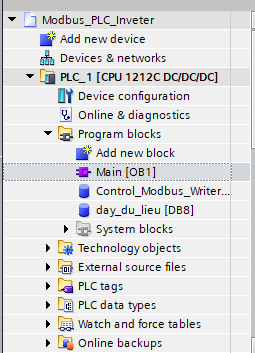 Modbus_PLC_Inveter
Add new device
Devices & networks
PLC_1 [CPU 1212C DC/DC/DC]
Device configuration
Online & diagnostics
Program blocks
Add new block
Main [OB1]
Control_Modbus_Writer...
day_du_lieu [DB8]
System blocks
Technology objects
External source files
PLC tags
PLC data types
Watch and force tables
Online backups